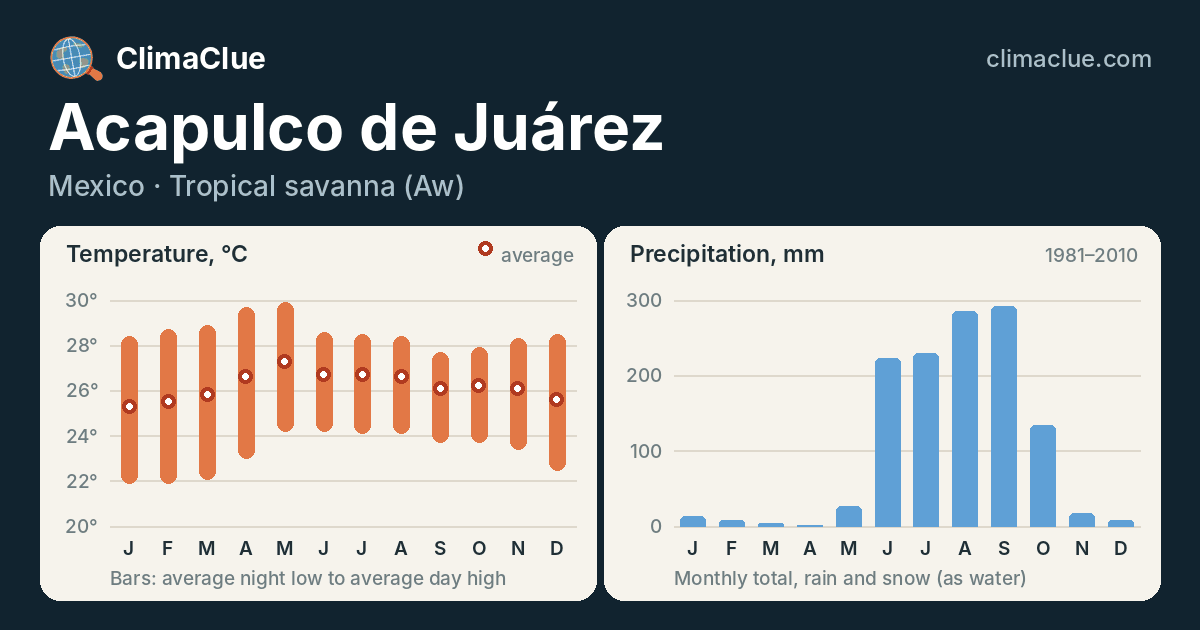 ClimaClue
climaclue.com
Acapulco de Juárez
Mexico · Tropical savanna (Aw)
Temperature, °C
average
30°
28°
26°
24°
22°
20°
J F M A M J J A S O N D
Bars: average night low to average day high
Precipitation, mm
1981–2010
300
200
100
0
J F M A M J J A S O N D
Monthly total, rain and snow (as water)